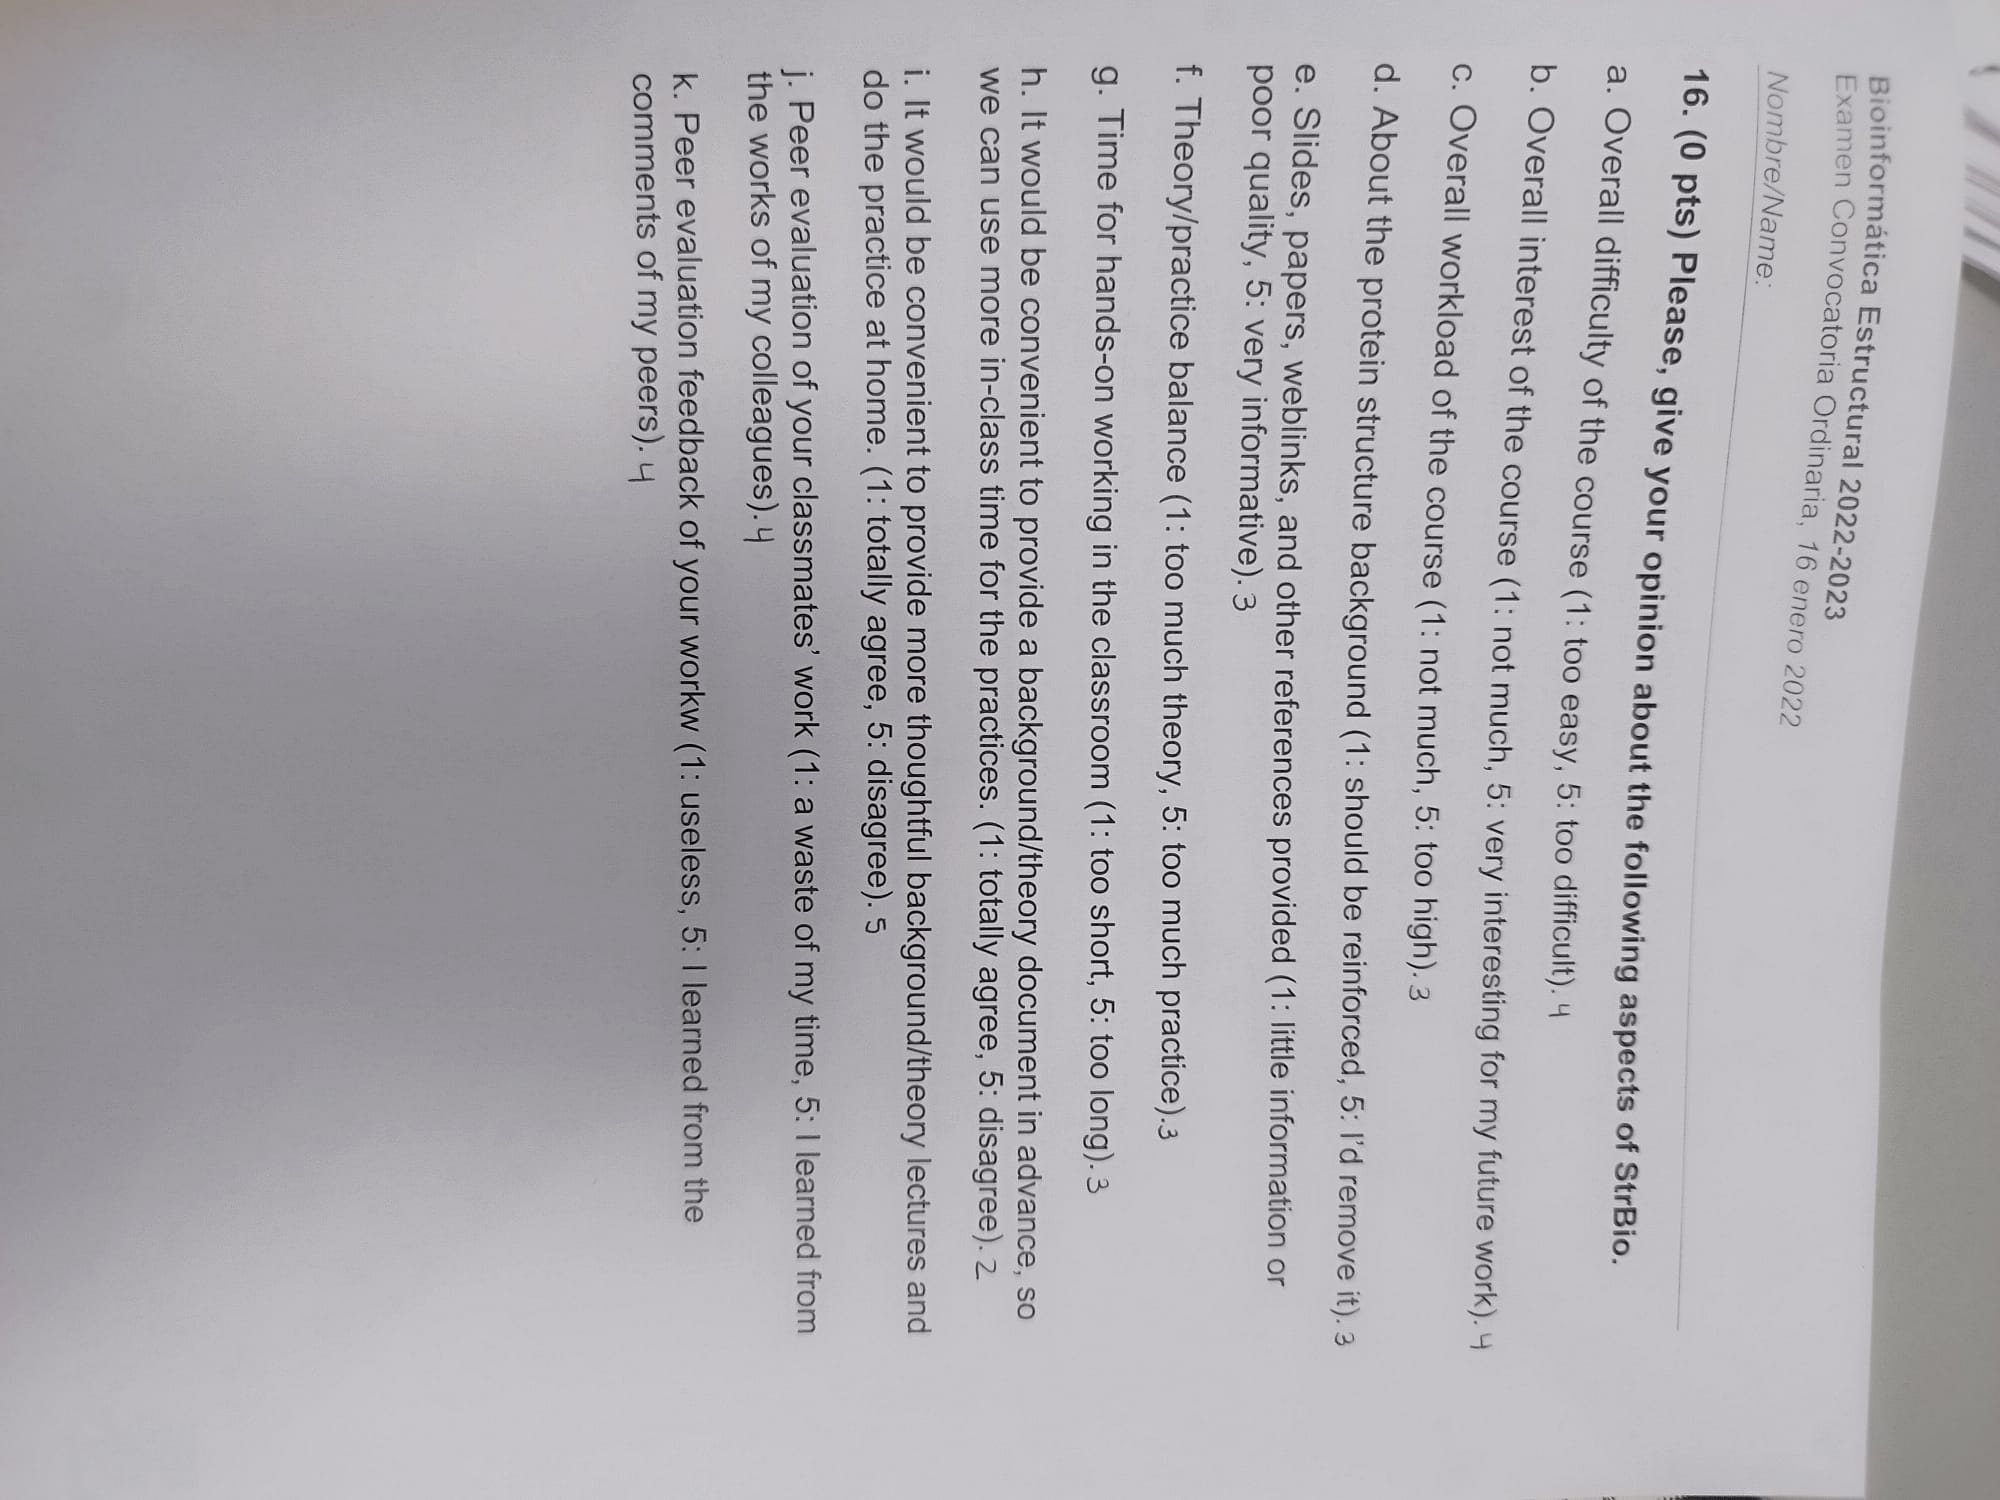 Bioinformática Estructural 2022-2023
Examen Convocatoria Ordinaria, 16 enero 2022
Nombre/Name:
16. (0 pts) Please, give your opinion about the following aspects of StrBio.
a. Overall difficulty of the course (1: too easy, 5: too difficult). 4
b. Overall interest of the course (1: not much, 5: very interesting for my future work). 4
c. Overall workload of the course (1: not much, 5: too high). 3
d. About the protein structure background (1: should be reinforced, 5: I'd remove it). 3
e. Slides, papers, weblinks, and other references provided (1: little information or
poor quality, 5: very informative). 3
f. Theory/practice balance (1: too much theory, 5: too much practice). 3
g. Time for hands-on working in the classroom (1: too short, 5: too long). 3
h. It would be convenient to provide a background/theory document in advance, so
we can use more in-class time for the practices. (1: totally agree, 5: disagree). 2
i. It would be convenient to provide more thoughtful background/theory lectures and
do the practice at home. (1: totally agree, 5: disagree). 5
j. Peer evaluation of your classmates' work (1: a waste of my time, 5: I learned from
the works of my colleagues). 4
k. Peer evaluation feedback of your workw (1: useless, 5: I learned from the
comments of my peers). 4